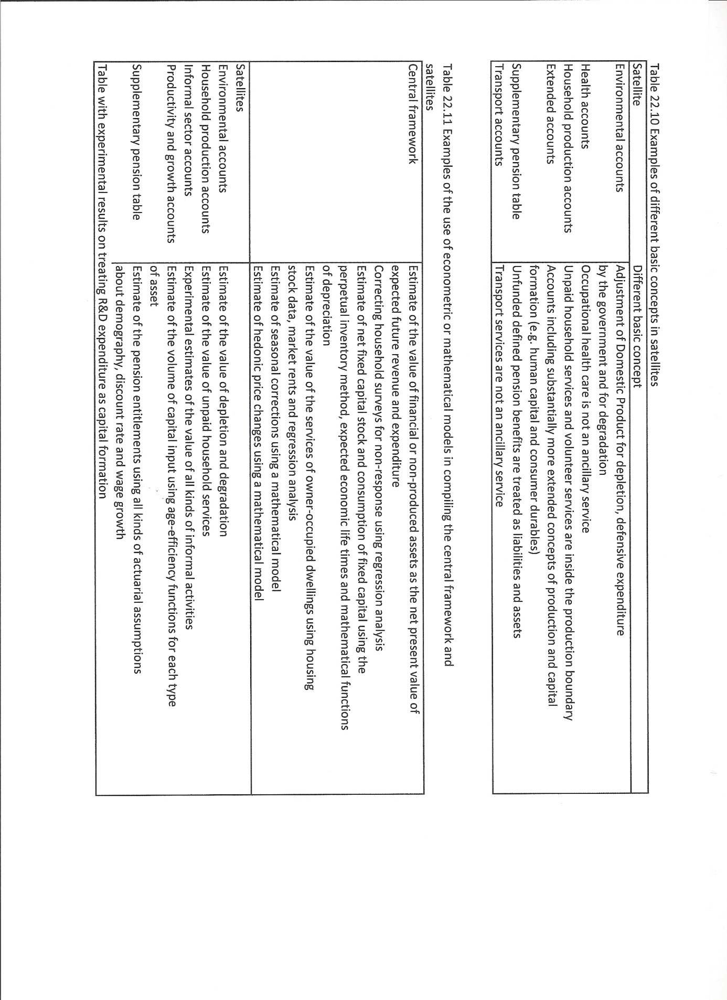 Table 22.10 Examples of different basic concepts in satellites
Satellite Different basic concept
Environmental accounts Adjustment of Domestic Product for depletion, defensive expenditure
by the government and for degradation
Health accounts Occupational health care is not an ancillary service
Household production accounts Unpaid household services and volunteer services are inside the production boundary
Extended accounts Accounts including substantially more extended concepts of production and capital
formation (e.g. human capital and consumer durables)
Supplementary pension table Unfunded defined pension benefits are treated as liabilities and assets
Transport accounts Transport services are not an ancillary service
Table 22.11 Examples of the use of econometric or mathematical models in compiling the central framework and
satellites
Central framework Estimate of the value of financial or non-produced assets as the net present value of
expected future revenue and expenditure
Correcting household surveys for non-response using regression analysis
Estimate of net fixed capital stock and consumption of fixed capital using the
perpetual inventory method, expected economic life times and mathematical functions
of depreciation
Estimate of the value of the services of owner-occupied dwellings using housing
stock data, market rents and regression analysis
Estimate of seasonal corrections using a mathematical model
Estimate of hedonic price changes using a mathematical model
Satellites
Environmental accounts Estimate of the value of depletion and degradation
Household production accounts Estimate of the value of unpaid household services
Informal sector accounts Experimental estimates of the value of all kinds of informal activities
Productivity and growth accounts Estimate of the volume of capital input using age-efficiency functions for each type
of asset
Supplementary pension table Estimate of the pension entitlements using all kinds of actuarial assumptions
about demography, discount rate and wage growth
Table with experimental results on treating R&D expenditure as capital formation